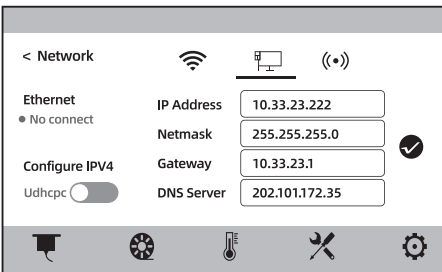 < Network
Ethernet
No connect
Configure IPV4
Udhcpc
IP Address 10.33.23.222
Netmask 255.255.255.0
Gateway 10.33.23.1
DNS Server 202.101.172.35